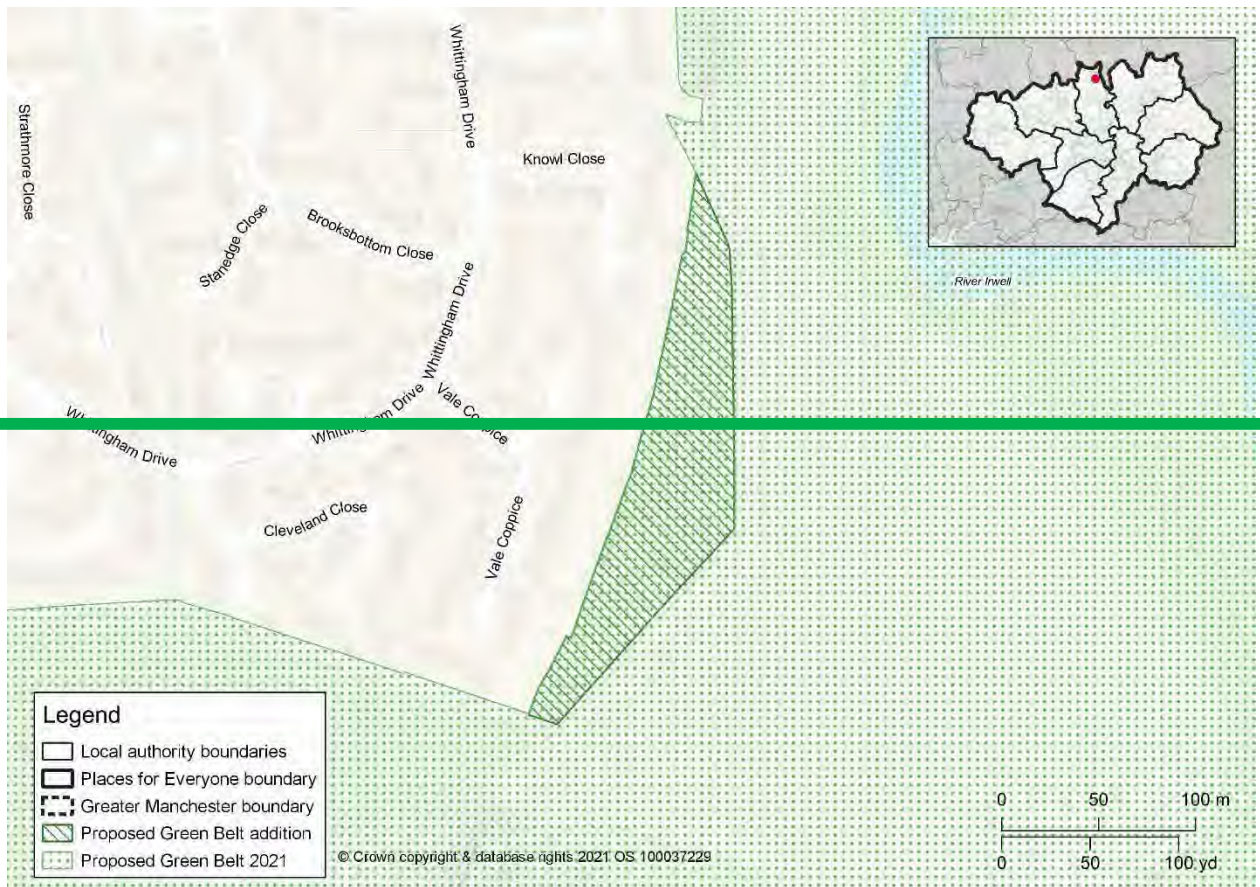 Whittingham Drive
Strathmore Close
Knowl Close
Stanedge Close
Brooksbottom Close
Whittingham Drive
River Irwell
Whittingham Drive
Vale Coppice
Whittingham Drive
Cleveland Close
Vale Coppice
Legend
Local authority boundaries
Places for Everyone boundary
Greater Manchester boundary
Proposed Green Belt addition
Proposed Green Belt 2021
© Crown copyright & database rights 2021 OS 100037229
0 50 100 m
0 50 100 yd